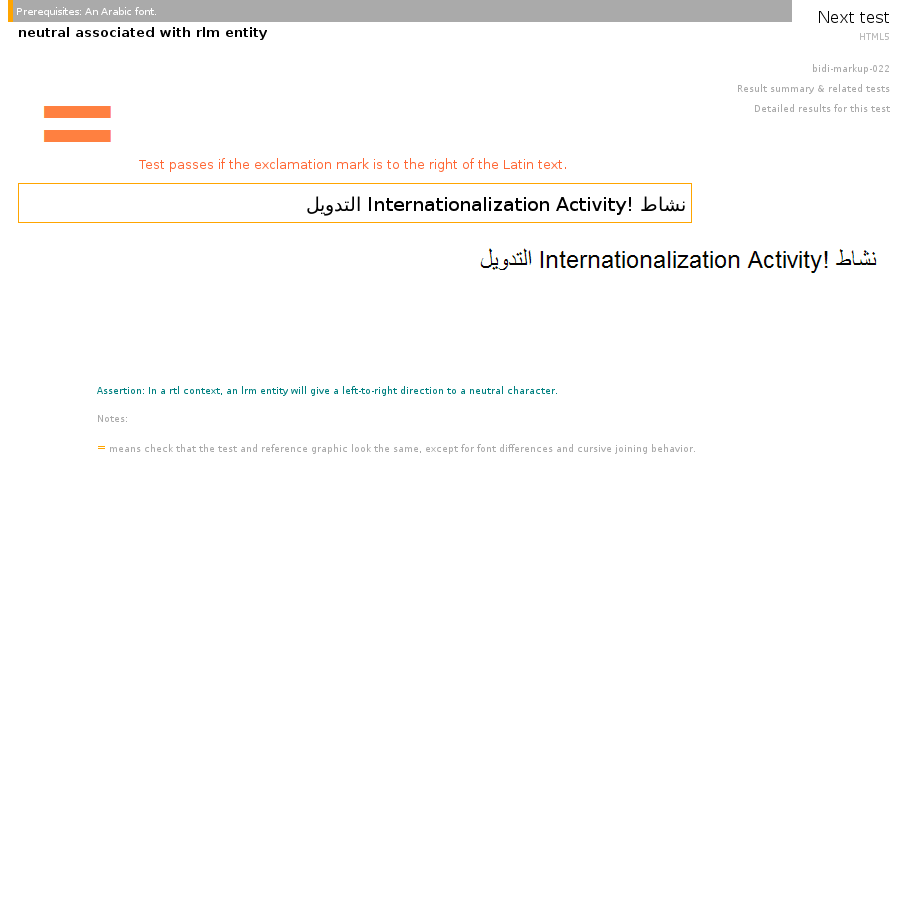 Prerequisites: An Arabic font.
Next test
neutral associated with rlm entity
HTML5
bidi-markup-022
Result summary & related tests
Detailed results for this test
Test passes if the exclamation mark is to the right of the Latin text.
نشاط ‎Internationalization Activity!‎ التدويل
نشاط ‎Internationalization Activity!‎ التدويل
Assertion: In a rtl context, an lrm entity will give a left-to-right direction to a neutral character.
Notes:
= means check that the test and reference graphic look the same, except for font differences and cursive joining behavior.